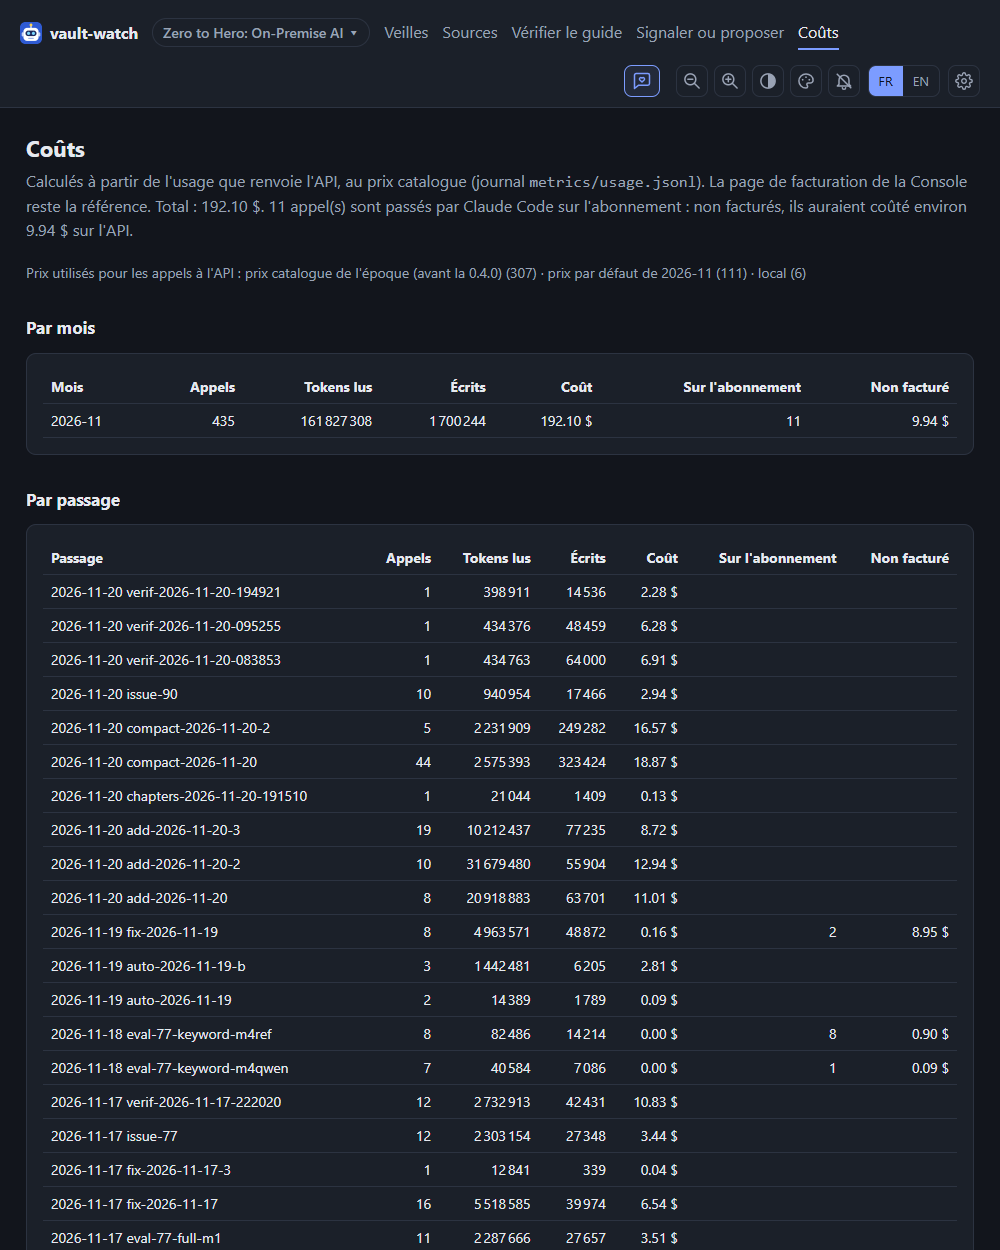 vault-watch Zero to Hero: On-Premise AI ▾ Veilles Sources Vérifier le guide Signaler ou proposer Coûts
FR EN
Coûts
Calculés à partir de l'usage que renvoie l'API, au prix catalogue (journal metrics/usage.jsonl). La page de facturation de la Console
reste la référence. Total : 192.10 $. 11 appel(s) sont passés par Claude Code sur l'abonnement : non facturés, ils auraient coûté environ
9.94 $ sur l'API.
Prix utilisés pour les appels à l'API : prix catalogue de l'époque (avant la 0.4.0) (307) · prix par défaut de 2026-11 (111) · local (6)
Par mois
Mois Appels Tokens lus Écrits Coût Sur l'abonnement Non facturé
2026-11 435 161 827 308 1 700 244 192.10 $ 11 9.94 $
Par passage
Passage Appels Tokens lus Écrits Coût Sur l'abonnement Non facturé
2026-11-20 verif-2026-11-20-194921 1 398 911 14 536 2.28 $
2026-11-20 verif-2026-11-20-095255 1 434 376 48 459 6.28 $
2026-11-20 verif-2026-11-20-083853 1 434 763 64 000 6.91 $
2026-11-20 issue-90 10 940 954 17 466 2.94 $
2026-11-20 compact-2026-11-20-2 5 2 231 909 249 282 16.57 $
2026-11-20 compact-2026-11-20 44 2 575 393 323 424 18.87 $
2026-11-20 chapters-2026-11-20-191510 1 21 044 1 409 0.13 $
2026-11-20 add-2026-11-20-3 19 10 212 437 77 235 8.72 $
2026-11-20 add-2026-11-20-2 10 31 679 480 55 904 12.94 $
2026-11-20 add-2026-11-20 8 20 918 883 63 701 11.01 $
2026-11-19 fix-2026-11-19 8 4 963 571 48 872 0.16 $ 2 8.95 $
2026-11-19 auto-2026-11-19-b 3 1 442 481 6 205 2.81 $
2026-11-19 auto-2026-11-19 2 14 389 1 789 0.09 $
2026-11-18 eval-77-keyword-m4ref 8 82 486 14 214 0.00 $ 8 0.90 $
2026-11-18 eval-77-keyword-m4qwen 7 40 584 7 086 0.00 $ 1 0.09 $
2026-11-17 verif-2026-11-17-222020 12 2 732 913 42 431 10.83 $
2026-11-17 issue-77 12 2 303 154 27 348 3.44 $
2026-11-17 fix-2026-11-17-3 1 12 841 339 0.04 $
2026-11-17 fix-2026-11-17 16 5 518 585 39 974 6.54 $
2026-11-17 eval-77-full-m1 11 2 287 666 27 657 3.51 $